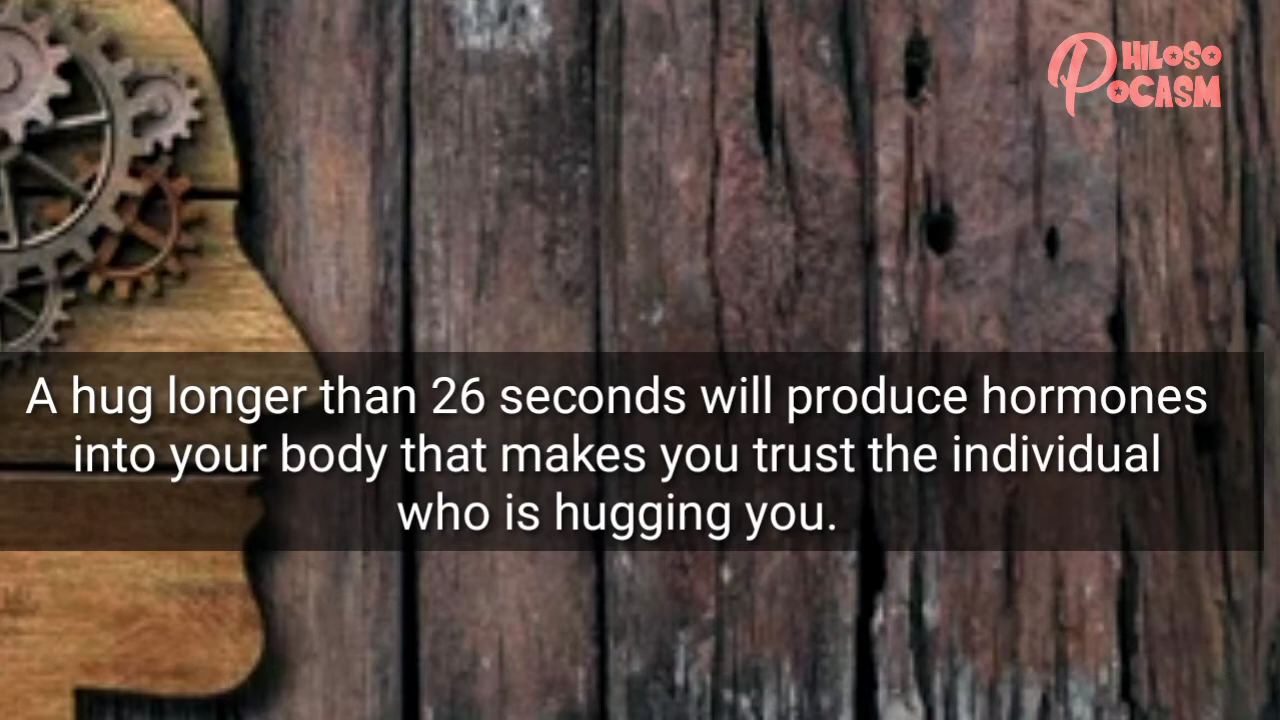 PHILOSO
POCASM
A hug longer than 26 seconds will produce hormones
into your body that makes you trust the individual
who is hugging you.